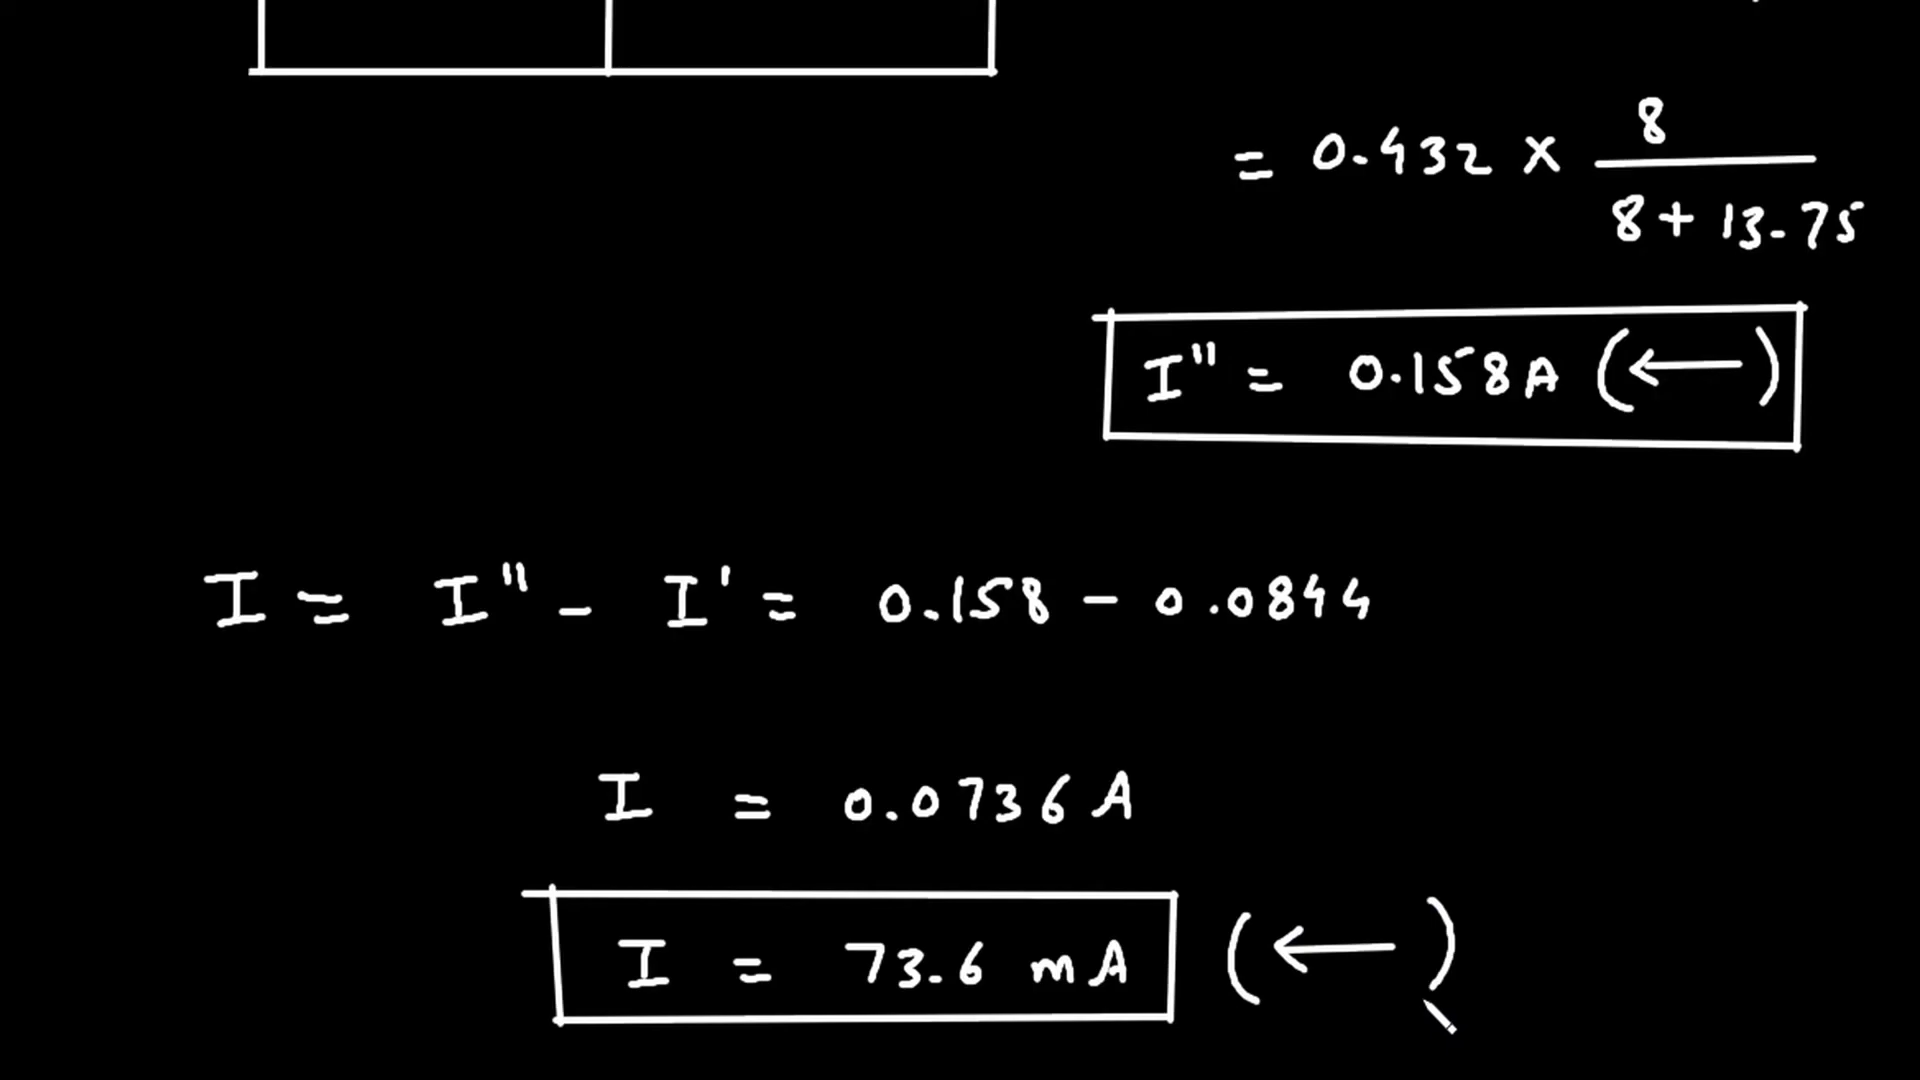 = 0.432 × 8 / 8 + 13.75
I" = 0.158 A (←)
I = I" - I' = 0.158 - 0.0844
I = 0.0736 A
I = 73.6 mA (←)